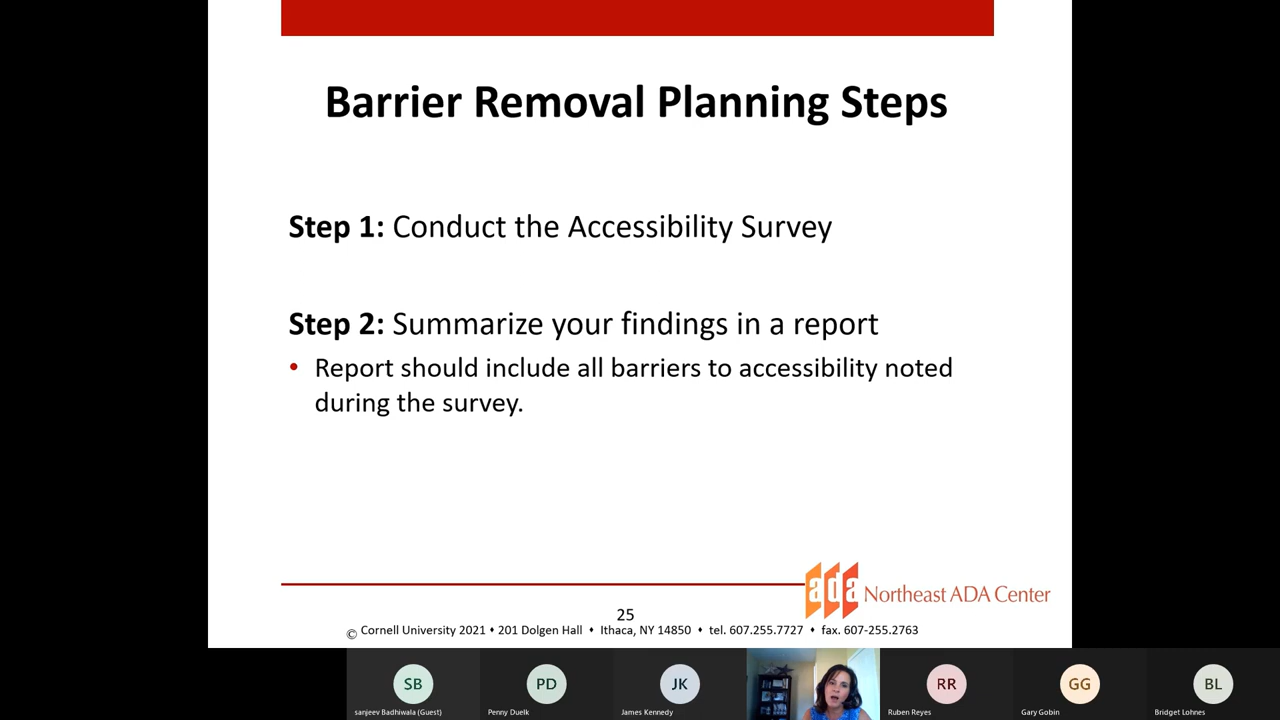 Barrier Removal Planning Steps
Step 1: Conduct the Accessibility Survey
Step 2: Summarize your findings in a report
• Report should include all barriers to accessibility noted
during the survey.
ada Northeast ADA Center
25
© Cornell University 2021 • 201 Dolgen Hall • Ithaca, NY 14850 • tel. 607.255.7727 • fax. 607-255.2763
SB PD JK RR GG BL
sanjeev Badhiwala (Guest) Penny Duelk James Kennedy Ruben Reyes Gary Gobin Bridget Lohnes